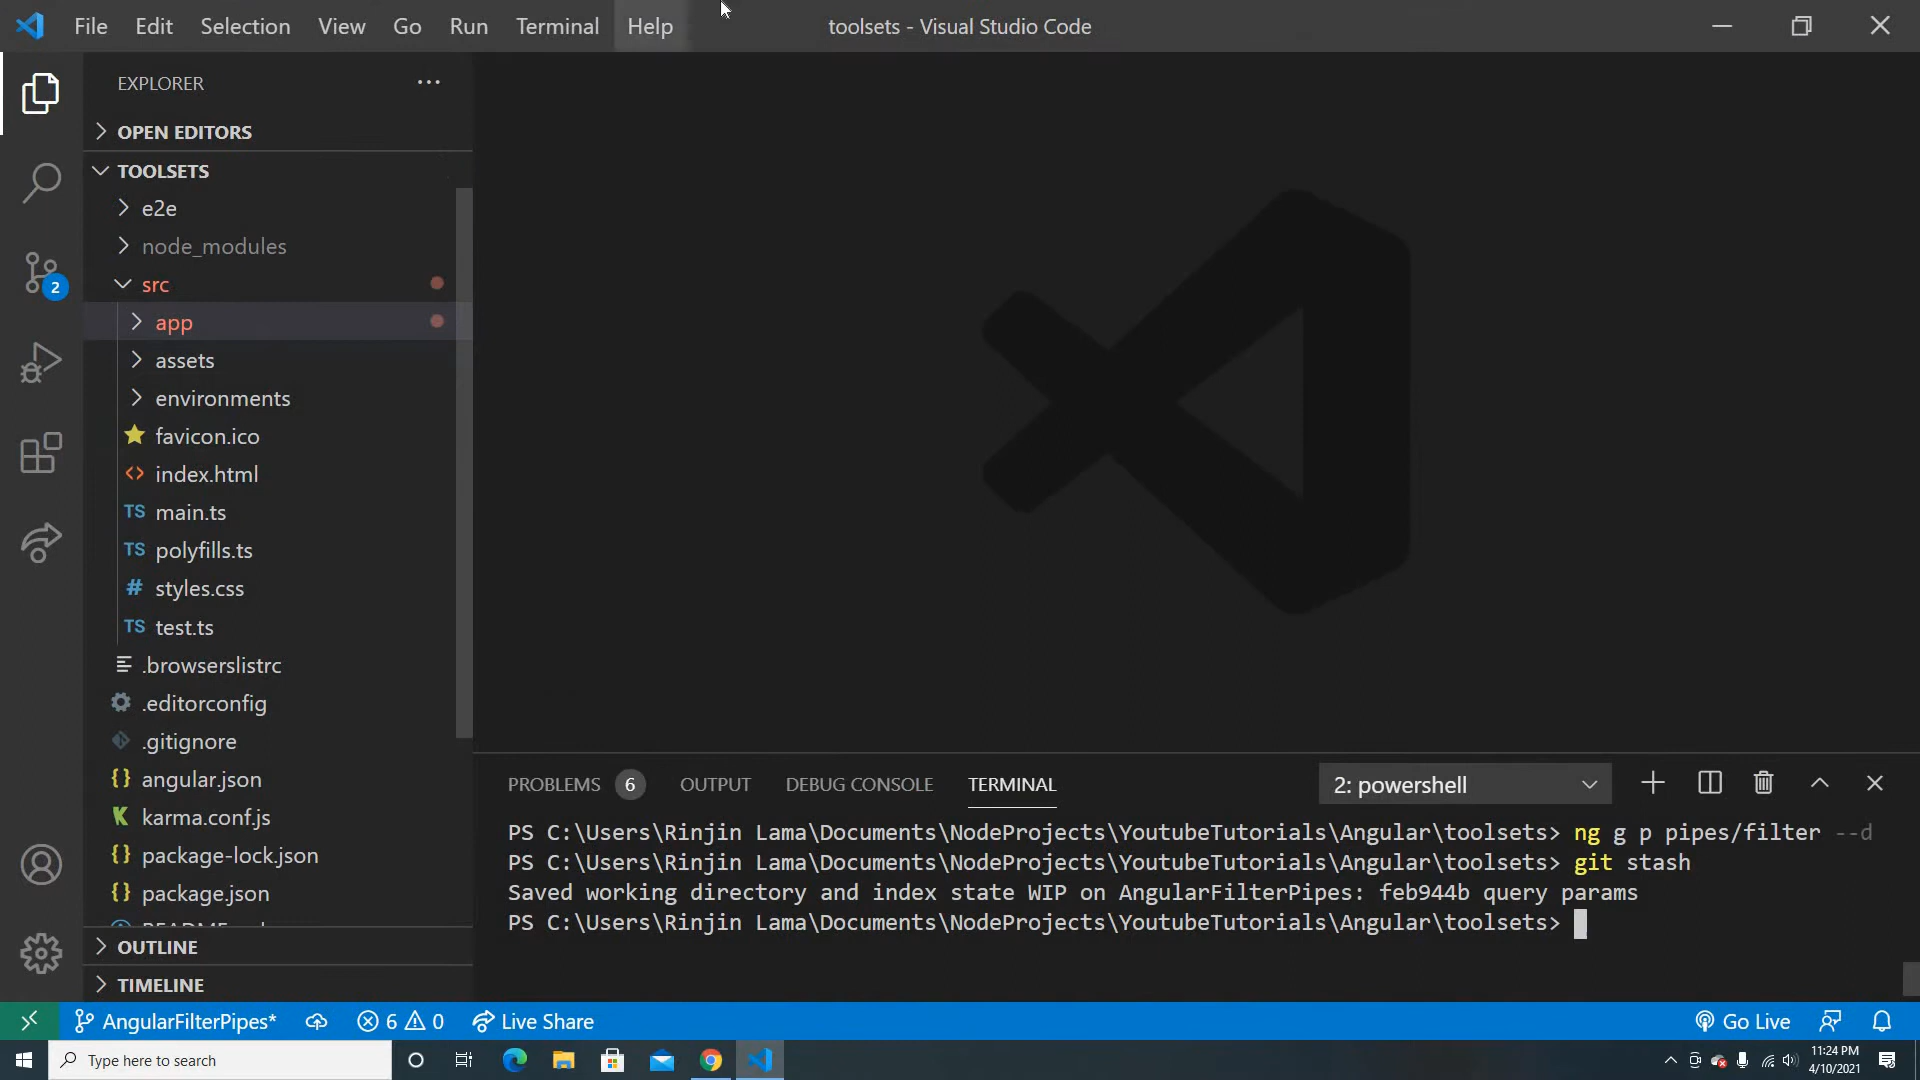 File Edit Selection View Go Run Terminal Help toolsets - Visual Studio Code
EXPLORER ...
OPEN EDITORS
TOOLSETS
e2e
node_modules
src
app
assets
environments
favicon.ico
<> index.html
TS main.ts
TS polyfills.ts
# styles.css
TS test.ts
.browserslistrc
.editorconfig
.gitignore
{} angular.json
K karma.conf.js
{} package-lock.json
{} package.json
OUTLINE
TIMELINE
2
PROBLEMS 6 OUTPUT DEBUG CONSOLE TERMINAL 2: powershell
PS C:\Users\Rinjin Lama\Documents\NodeProjects\YoutubeTutorials\Angular\toolsets> ng g p pipes/filter --d
PS C:\Users\Rinjin Lama\Documents\NodeProjects\YoutubeTutorials\Angular\toolsets> git stash
Saved working directory and index state WIP on AngularFilterPipes: feb944b query params
PS C:\Users\Rinjin Lama\Documents\NodeProjects\YoutubeTutorials\Angular\toolsets>
AngularFilterPipes* 6 0 Live Share Go Live
Type here to search
11:24 PM
4/10/2021